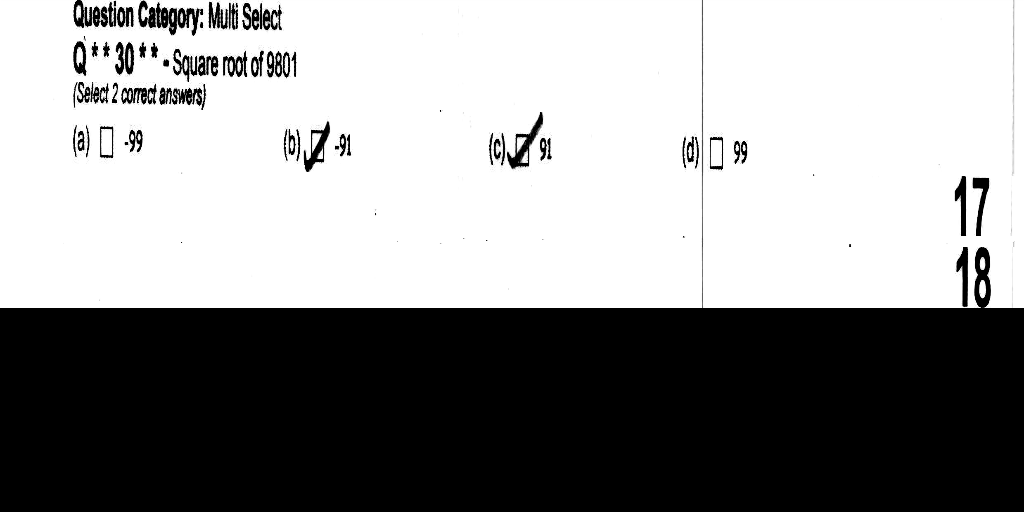 Question Category: Multi Select
Q * * 30 * * - Square root of 9801
(Select 2 correct answers)
(a) ☐ -99 (b) ☑ -91 (c) ☑ 91 (d) ☐ 99
17
18